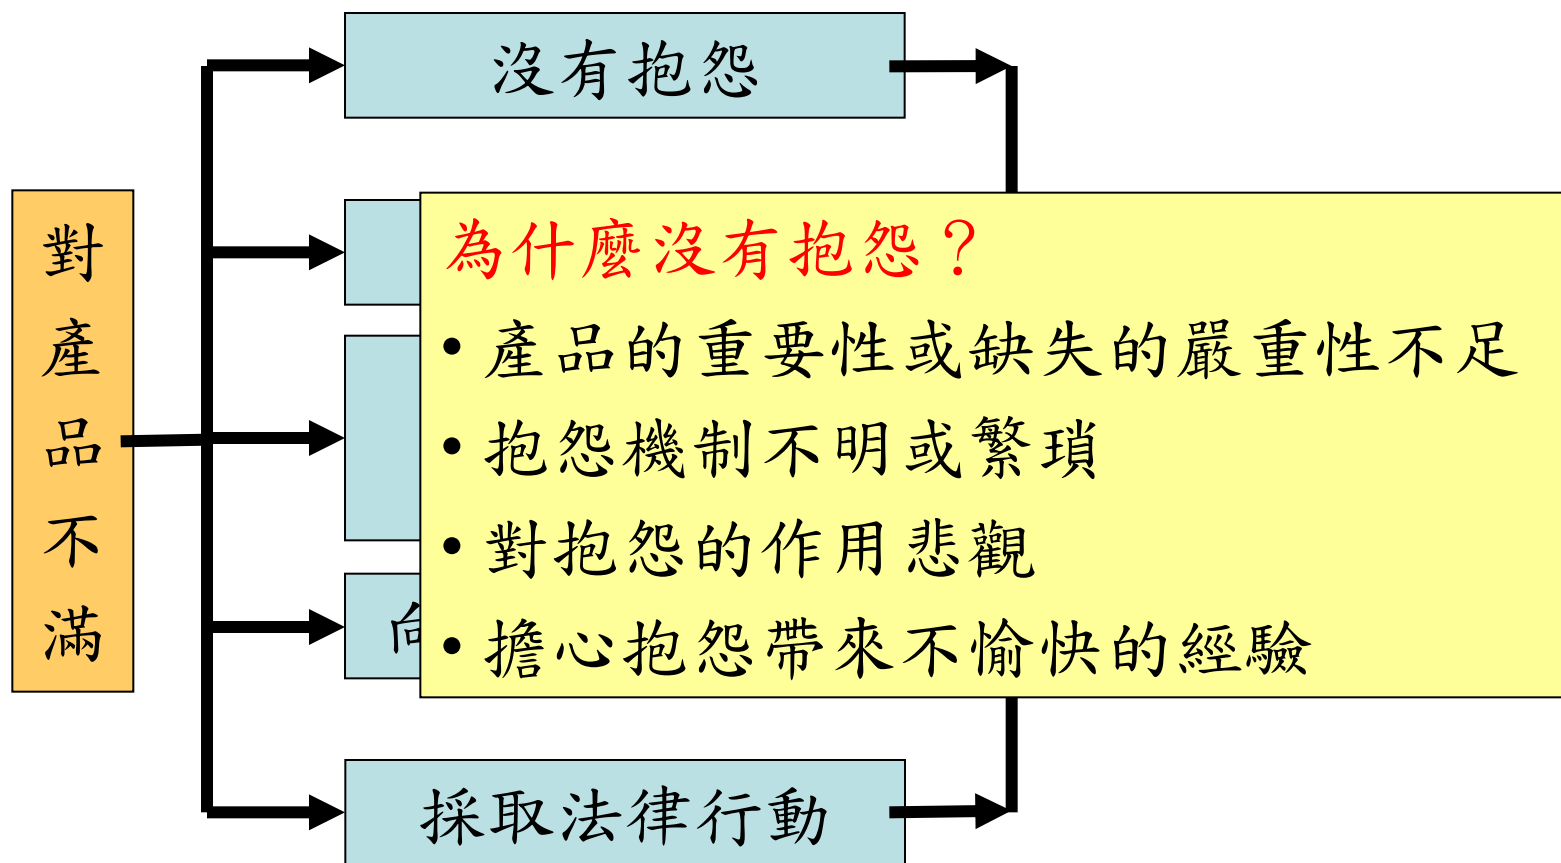 沒有抱怨
對產品不滿
為什麼沒有抱怨？
• 產品的重要性或缺失的嚴重性不足
• 抱怨機制不明或繁瑣
• 對抱怨的作用悲觀
• 擔心抱怨帶來不愉快的經驗
採取法律行動